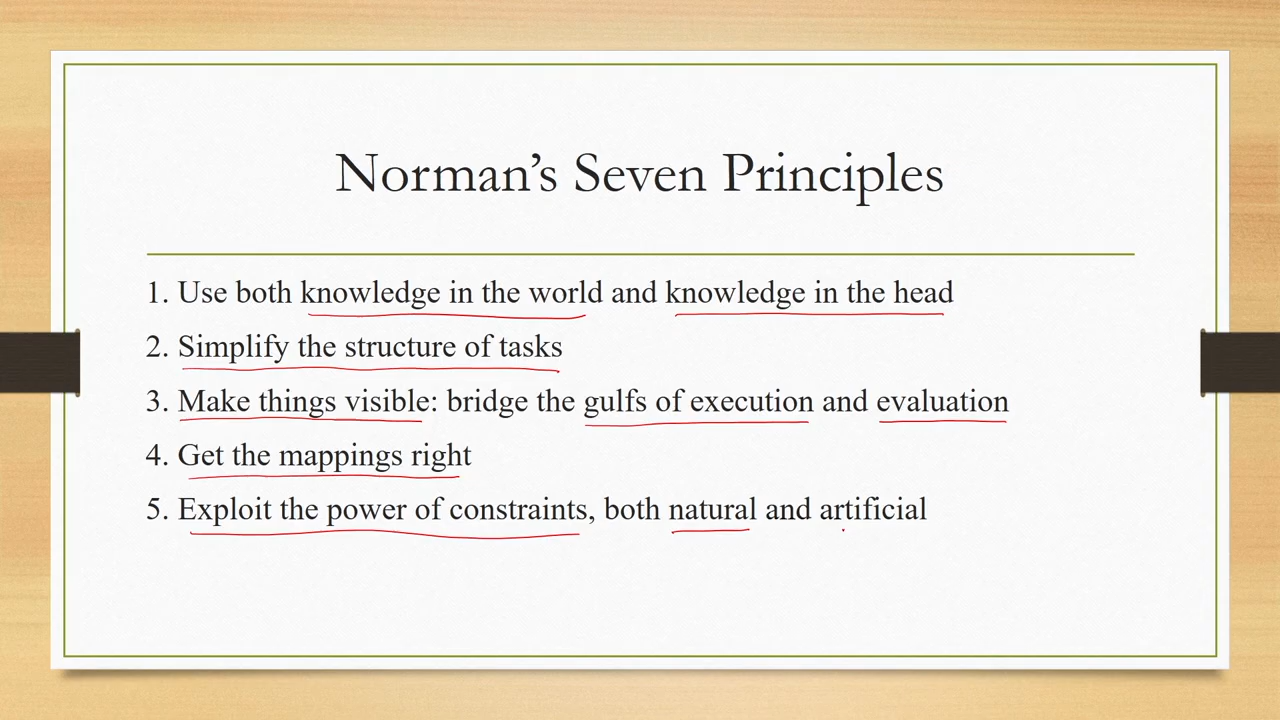 Norman’s Seven Principles
1. Use both knowledge in the world and knowledge in the head
2. Simplify the structure of tasks
3. Make things visible: bridge the gulfs of execution and evaluation
4. Get the mappings right
5. Exploit the power of constraints, both natural and artificial